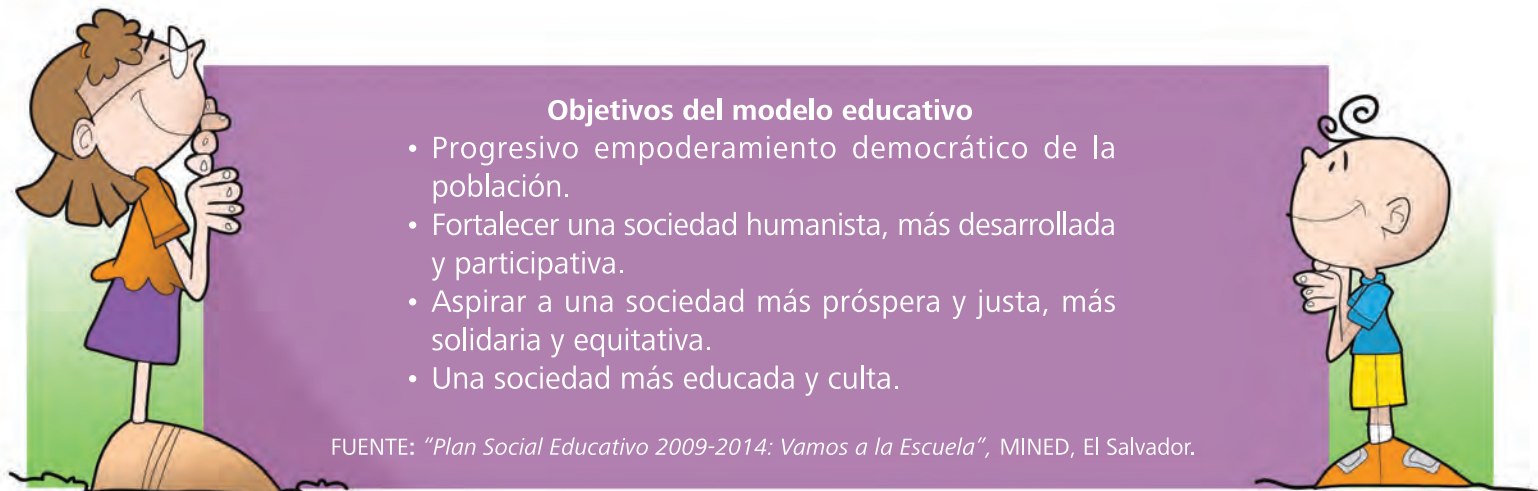 Objetivos del modelo educativo
• Progresivo empoderamiento democrático de la
población.
• Fortalecer una sociedad humanista, más desarrollada
y participativa.
• Aspirar a una sociedad más próspera y justa, más
solidaria y equitativa.
• Una sociedad más educada y culta.
FUENTE: “Plan Social Educativo 2009-2014: Vamos a la Escuela”, MINED, El Salvador.